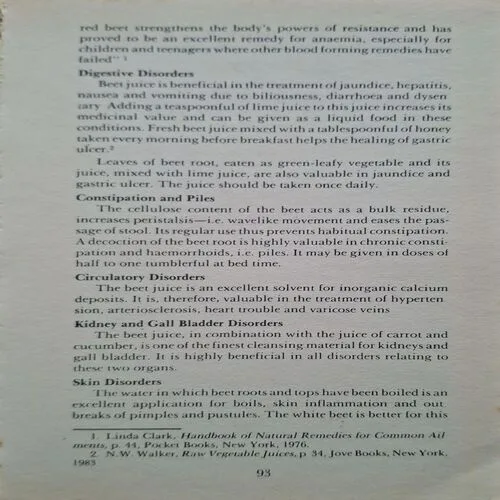 red beet strengthens the body's powers of resistance and has
proved to be an excellent remedy for anaemia, especially for
children and teenagers where other blood forming remedies have
failed" 1
Digestive Disorders
Beet juice is beneficial in the treatment of jaundice, hepatitis,
nausea and vomiting due to biliousness, diarrhoea and dysen
tary Adding a teaspoonful of lime juice to this juice increases its
medicinal value and can be given as a liquid food in these
conditions. Fresh beet juice mixed with a tablespoonful of honey
taken every morning before breakfast helps the healing of gastric
ulcer.2
Leaves of beet root, eaten as green-leafy vegetable and its
juice, mixed with lime juice, are also valuable in jaundice and
gastric ulcer. The juice should be taken once daily.
Constipation and Piles
The cellulose content of the beet acts as a bulk residue,
increases peristalsis—i.e. wavelike movement and eases the pas-
sage of stool. Its regular use thus prevents habitual constipation.
A decoction of the beet root is highly valuable in chronic consti-
pation and haemorrhoids, i.e. piles. It may be given in doses of
half to one tumblerful at bed time.
Circulatory Disorders
The beet juice is an excellent solvent for inorganic calcium
deposits. It is, therefore, valuable in the treatment of hyperten
sion, arteriosclerosis, heart trouble and varicose veins
Kidney and Gall Bladder Disorders
The beet juice, in combination with the juice of carrot and
cucumber, is one of the finest cleansing material for kidneys and
gall bladder. It is highly beneficial in all disorders relating to
these two organs.
Skin Disorders
The water in which beet roots and tops have been boiled is an
excellent application for boils, skin inflammation and out
breaks of pimples and pustules. The white beet is better for this
1. Linda Clark, Handbook of Natural Remedies for Common Ail
ments, p. 44, Pocket Books, New York, 1976.
2. N.W. Walker, Raw Vegetable Juices, p 34, Jove Books, New York,
1983
93